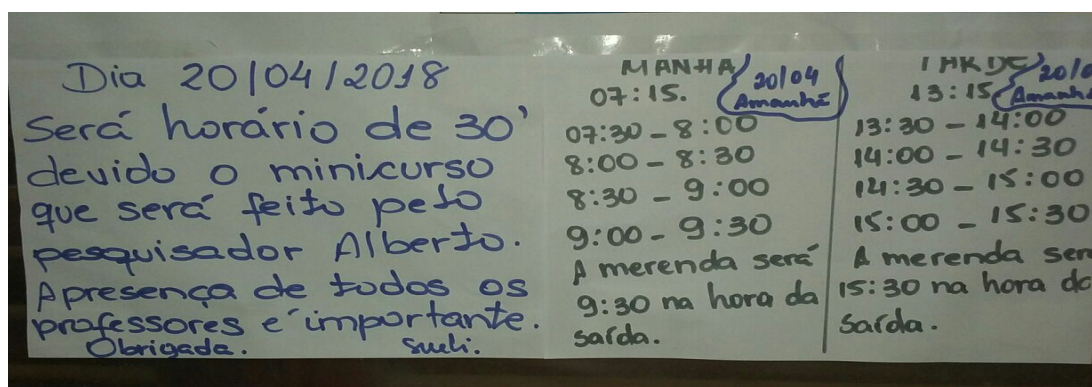 Dia 20/04/2018
Será horário de 30'
devido o minicurso
que será feito pelo
pesquisador Alberto.
A presença de todos os
professores é importante.
Obrigada. Sueli.
MANHÃ
07:15.
20/04
Amanhã
07:30 - 8:00
8:00 - 8:30
8:30 - 9:00
9:00 - 9:30
A merenda será
9:30 na hora da
saída.
TARDE
13:15
Amanhã
13:30 - 14:00
14:00 - 14:30
14:30 - 15:00
15:00 - 15:30
A merenda
15:30 na hora
saída.